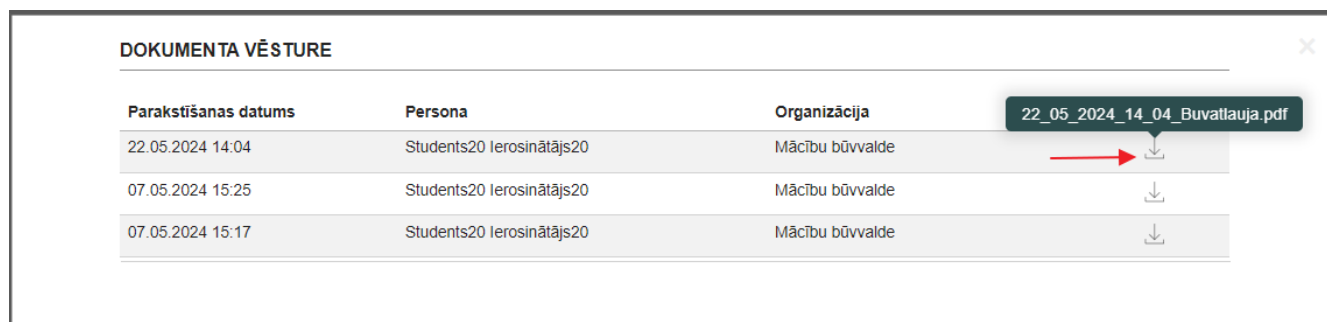 DOKUMENTA VĒSTURE
Parakstīšanas datums Persona Organizācija 22_05_2024_14_04_Buvatlauja.pdf
22.05.2024 14:04 Students20 Ierosinātājs20 Mācību būvvalde
07.05.2024 15:25 Students20 Ierosinātājs20 Mācību būvvalde
07.05.2024 15:17 Students20 Ierosinātājs20 Mācību būvvalde